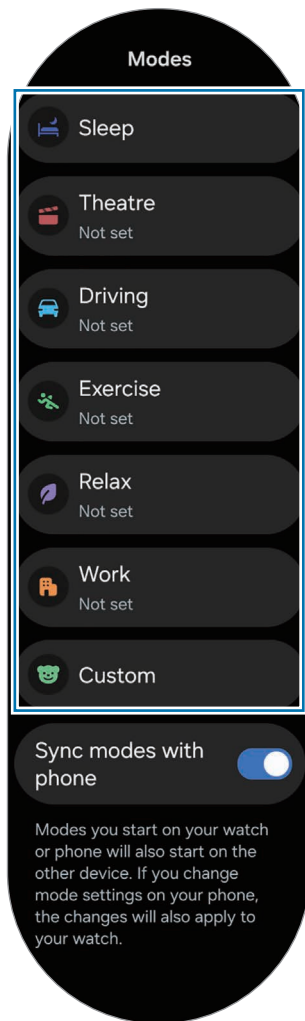 Modes
Sleep
Theatre
Not set
Driving
Not set
Exercise
Not set
Relax
Not set
Work
Not set
Custom
Sync modes with
phone
Modes you start on your watch
or phone will also start on the
other device. If you change
mode settings on your phone,
the changes will also apply to
your watch.